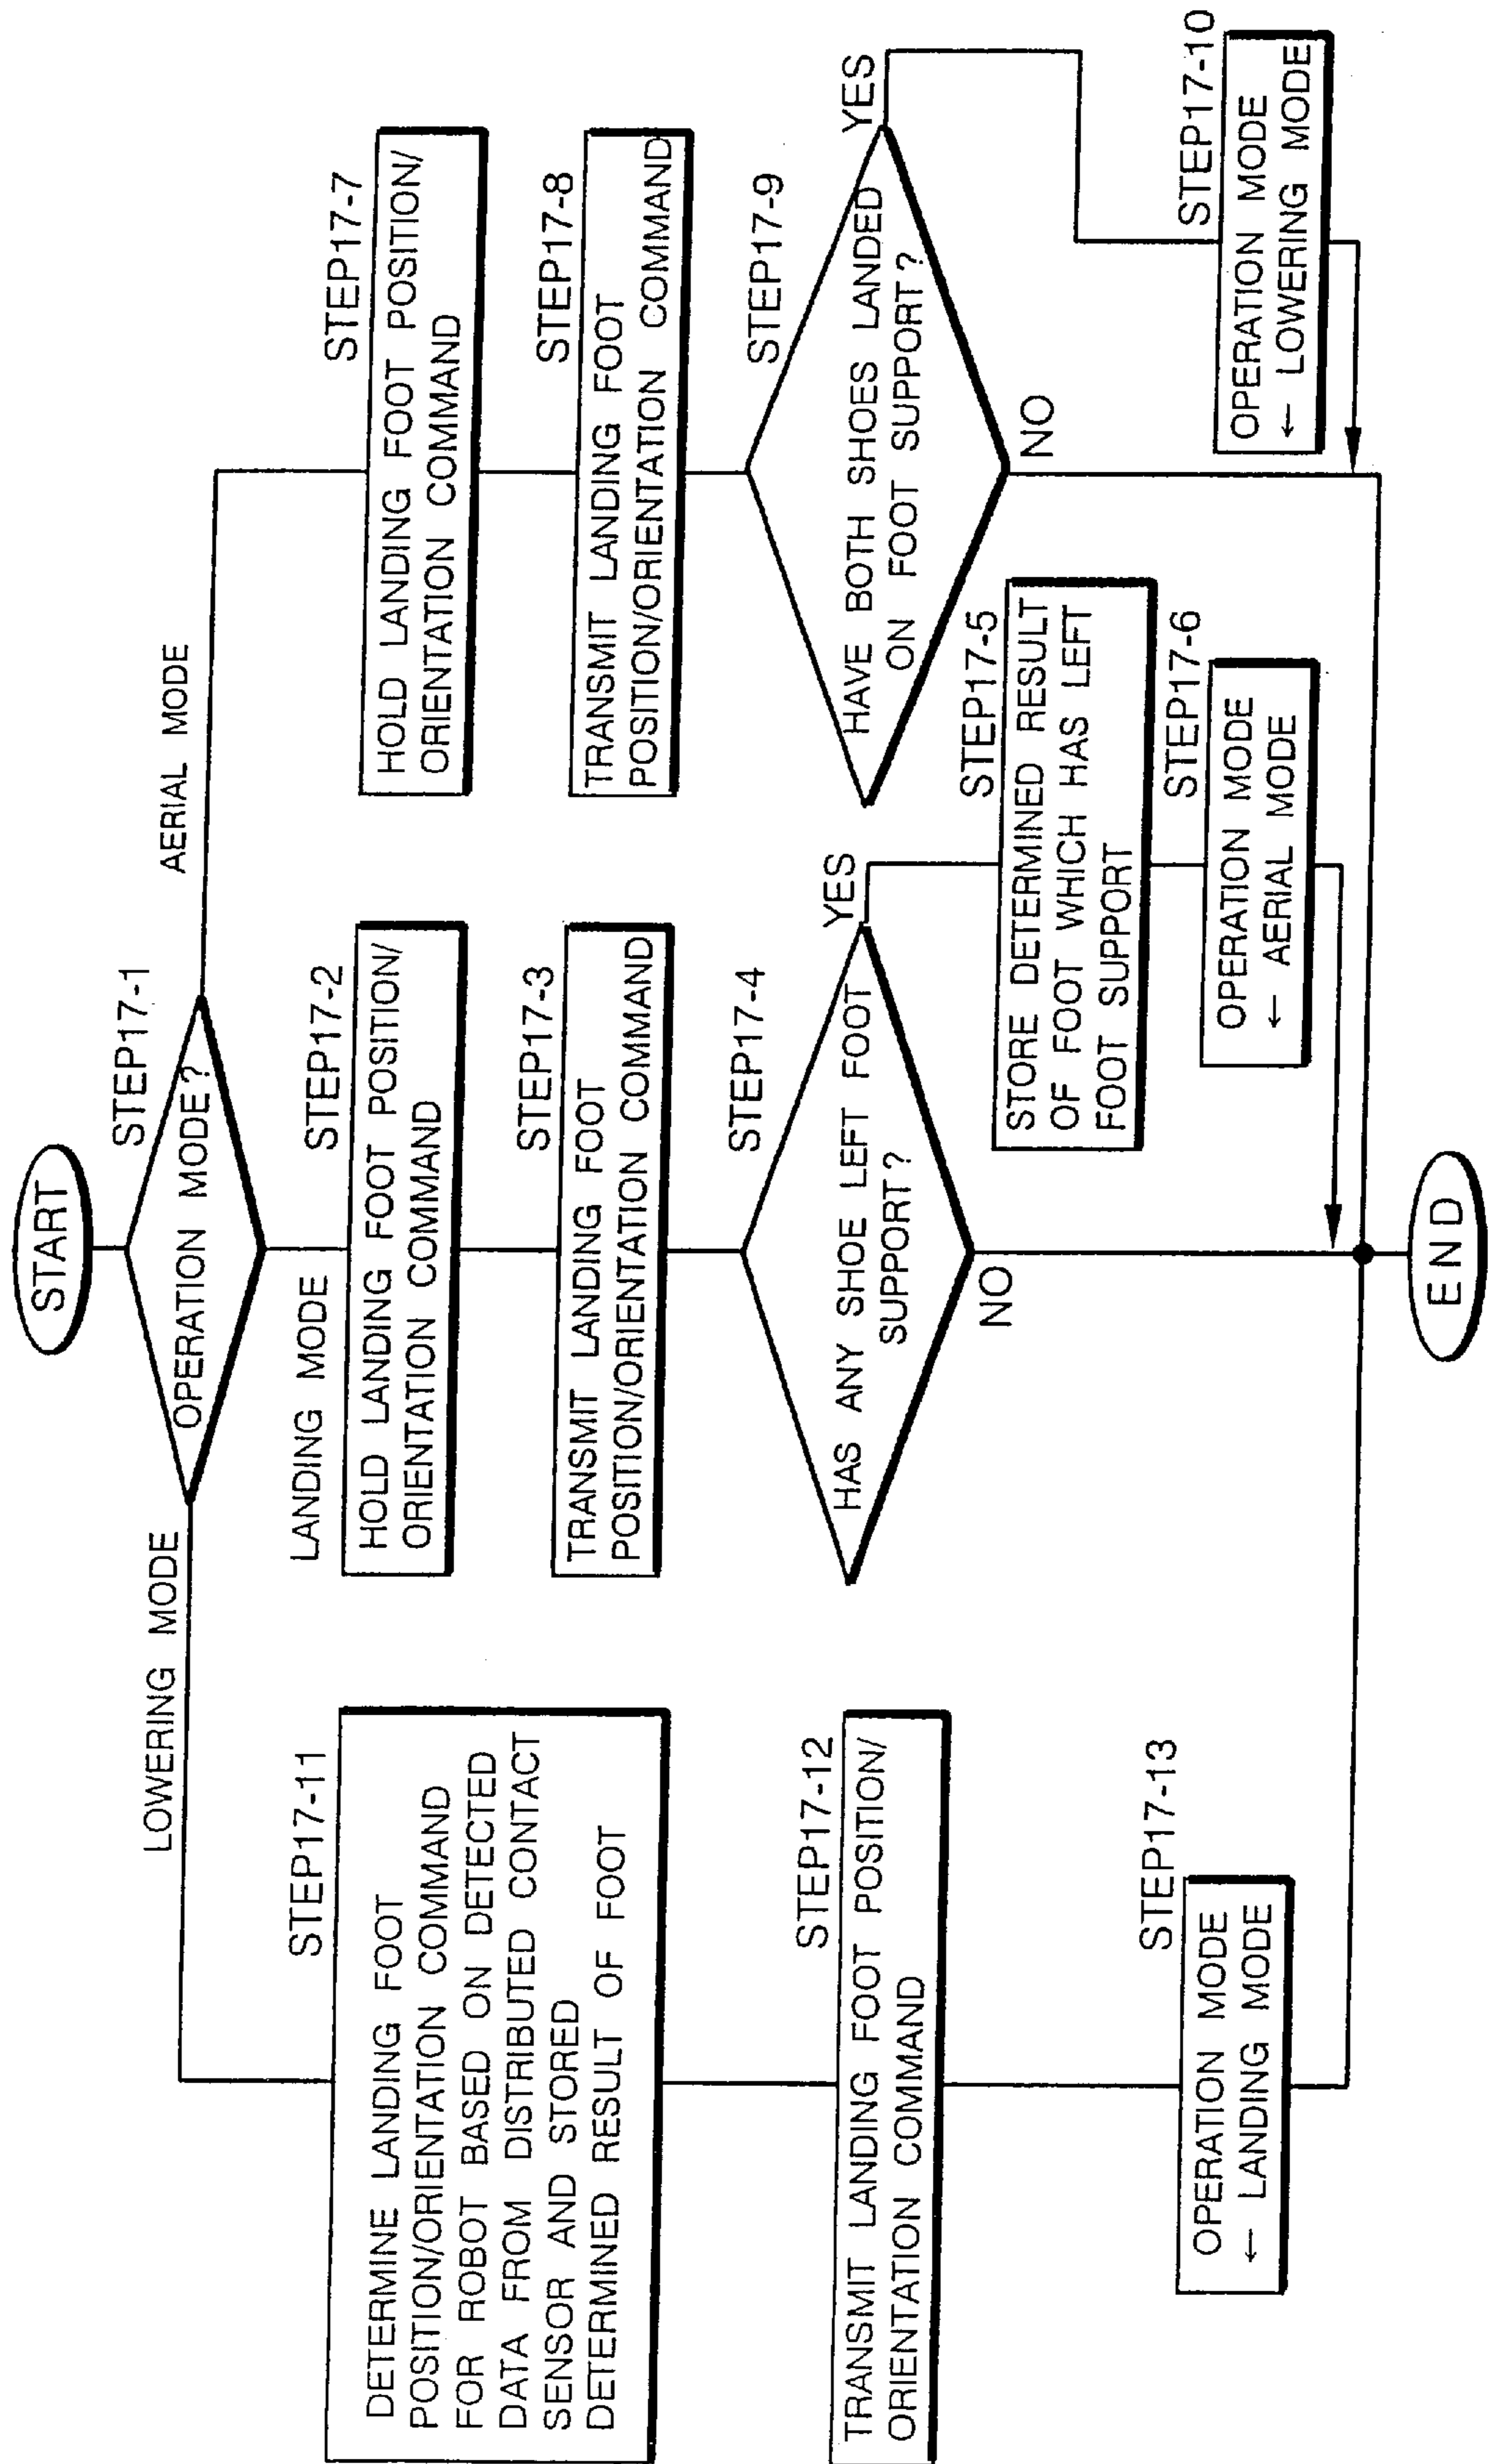 START
STEP17-1
OPERATION MODE?
LOWERING MODE
LANDING MODE
AERIAL MODE
STEP17-11
DETERMINE LANDING FOOT
POSITION/ORIENTATION COMMAND
FOR ROBOT BASED ON DETECTED
DATA FROM DISTRIBUTED CONTACT
SENSOR AND STORED
DETERMINED RESULT OF FOOT
STEP17-12
TRANSMIT LANDING FOOT POSITION/
ORIENTATION COMMAND
STEP17-13
OPERATION MODE
← LANDING MODE
STEP17-2
HOLD LANDING FOOT POSITION/
ORIENTATION COMMAND
STEP17-3
TRANSMIT LANDING FOOT
POSITION/ORIENTATION COMMAND
STEP17-4
HAS ANY SHOE LEFT FOOT
SUPPORT?
YES
NO
STEP17-5
STORE DETERMINED RESULT
OF FOOT WHICH HAS LEFT
FOOT SUPPORT
STEP17-6
OPERATION MODE
← AERIAL MODE
STEP17-7
HOLD LANDING FOOT POSITION/
ORIENTATION COMMAND
STEP17-8
TRANSMIT LANDING FOOT
POSITION/ORIENTATION COMMAND
STEP17-9
HAVE BOTH SHOES LANDED
ON FOOT SUPPORT?
YES
NO
STEP17-10
OPERATION MODE
← LOWERING MODE
END